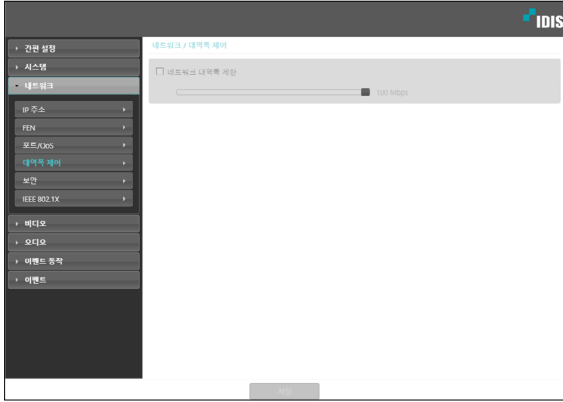 IDIS
간편 설정
네트워크 / 대역폭 제어
시스템
네트워크 대역폭 제한
네트워크
100 Mbps
IP 주소
FEN
포트/QoS
대역폭 제어
보안
IEEE 802.1X
비디오
오디오
이벤트 동작
이벤트
저장